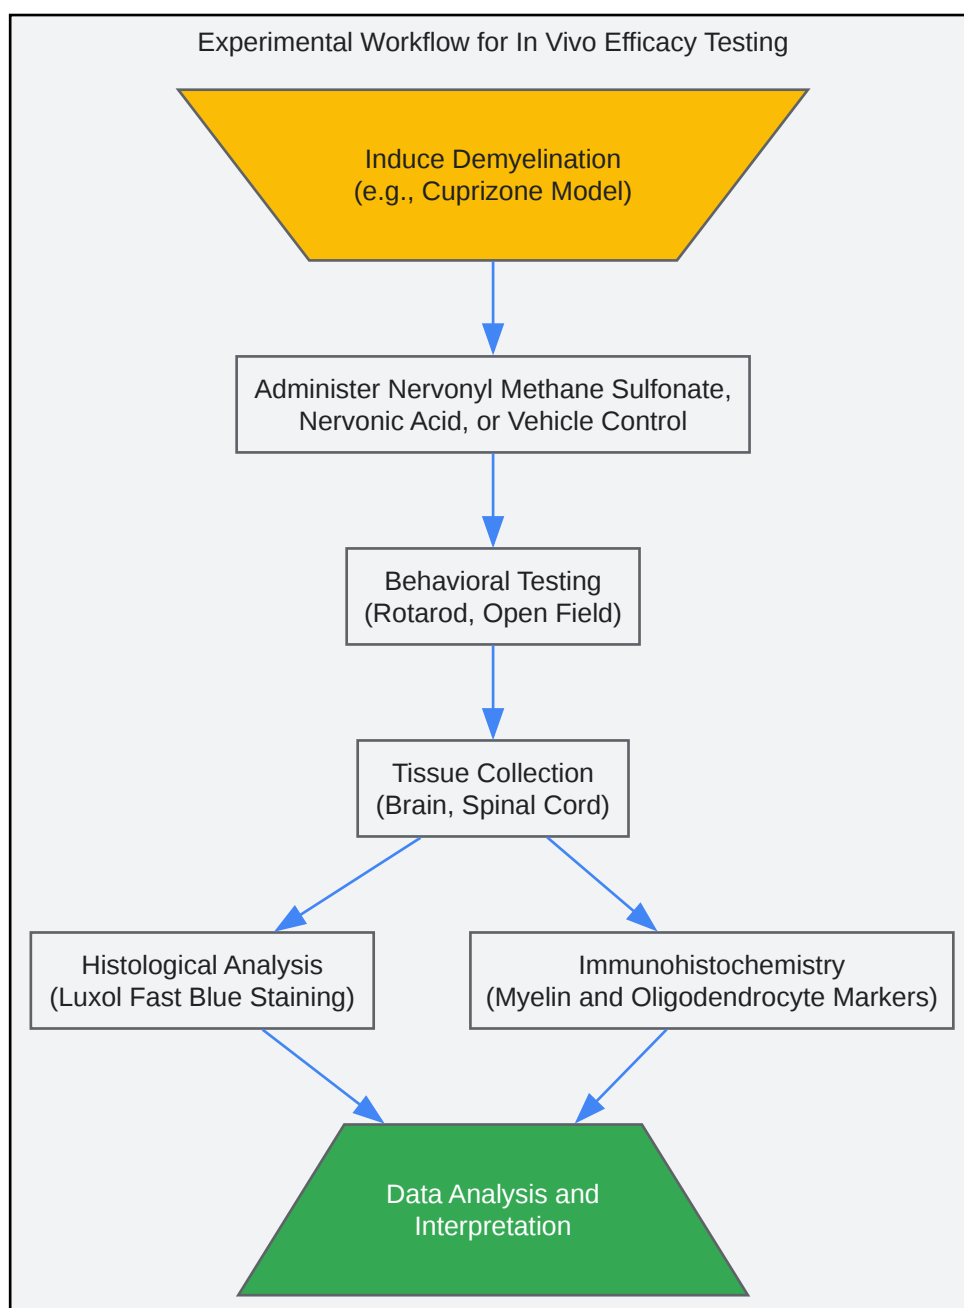 Experimental Workflow for In Vivo Efficacy Testing
Induce Demyelination
(e.g., Cuprizone Model)
Administer Nervonyl Methane Sulfonate,
Nervonic Acid, or Vehicle Control
Behavioral Testing
(Rotarod, Open Field)
Tissue Collection
(Brain, Spinal Cord)
Histological Analysis
(Luxol Fast Blue Staining)
Immunohistochemistry
(Myelin and Oligodendrocyte Markers)
Data Analysis and
Interpretation